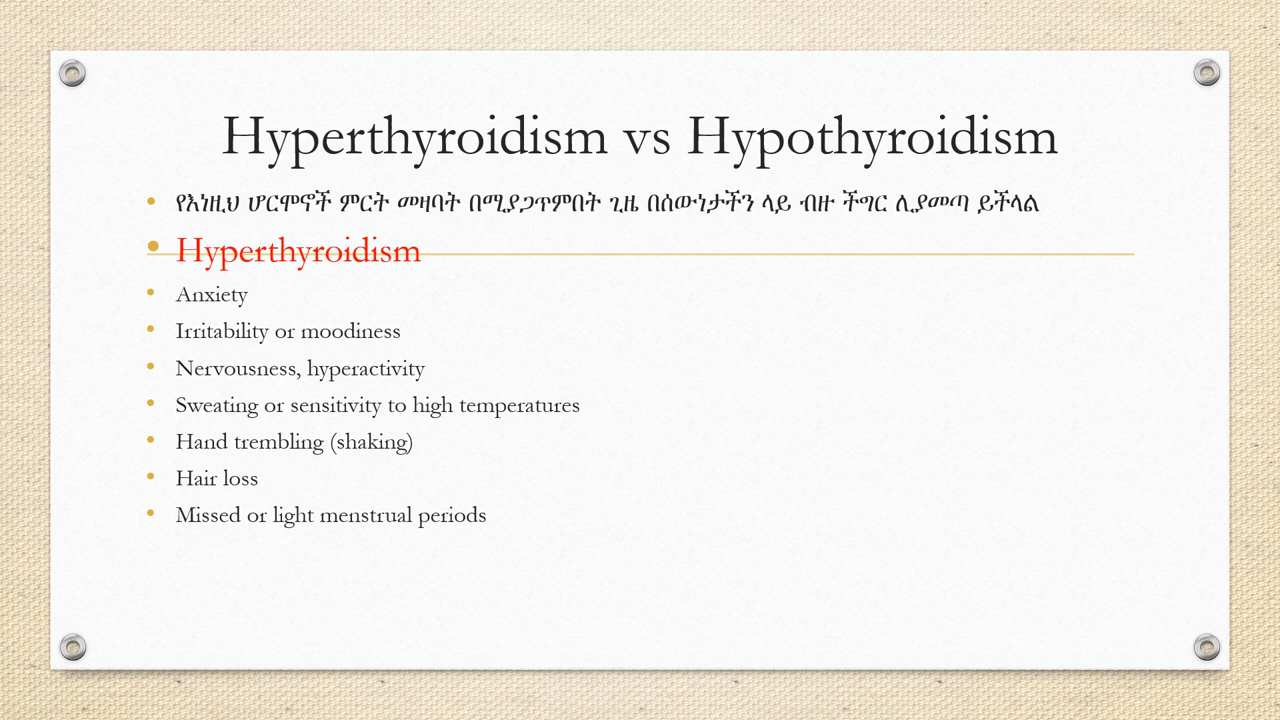 Hyperthyroidism vs Hypothyroidism
• የእነዚህ ሆርሞኖች ምርት መዛባት በሚያጋጥምበት ጊዜ በሰውነታችን ላይ ብዙ ችግር ሊያመጣ ይችላል
• Hyperthyroidism
• Anxiety
• Irritability or moodiness
• Nervousness, hyperactivity
• Sweating or sensitivity to high temperatures
• Hand trembling (shaking)
• Hair loss
• Missed or light menstrual periods